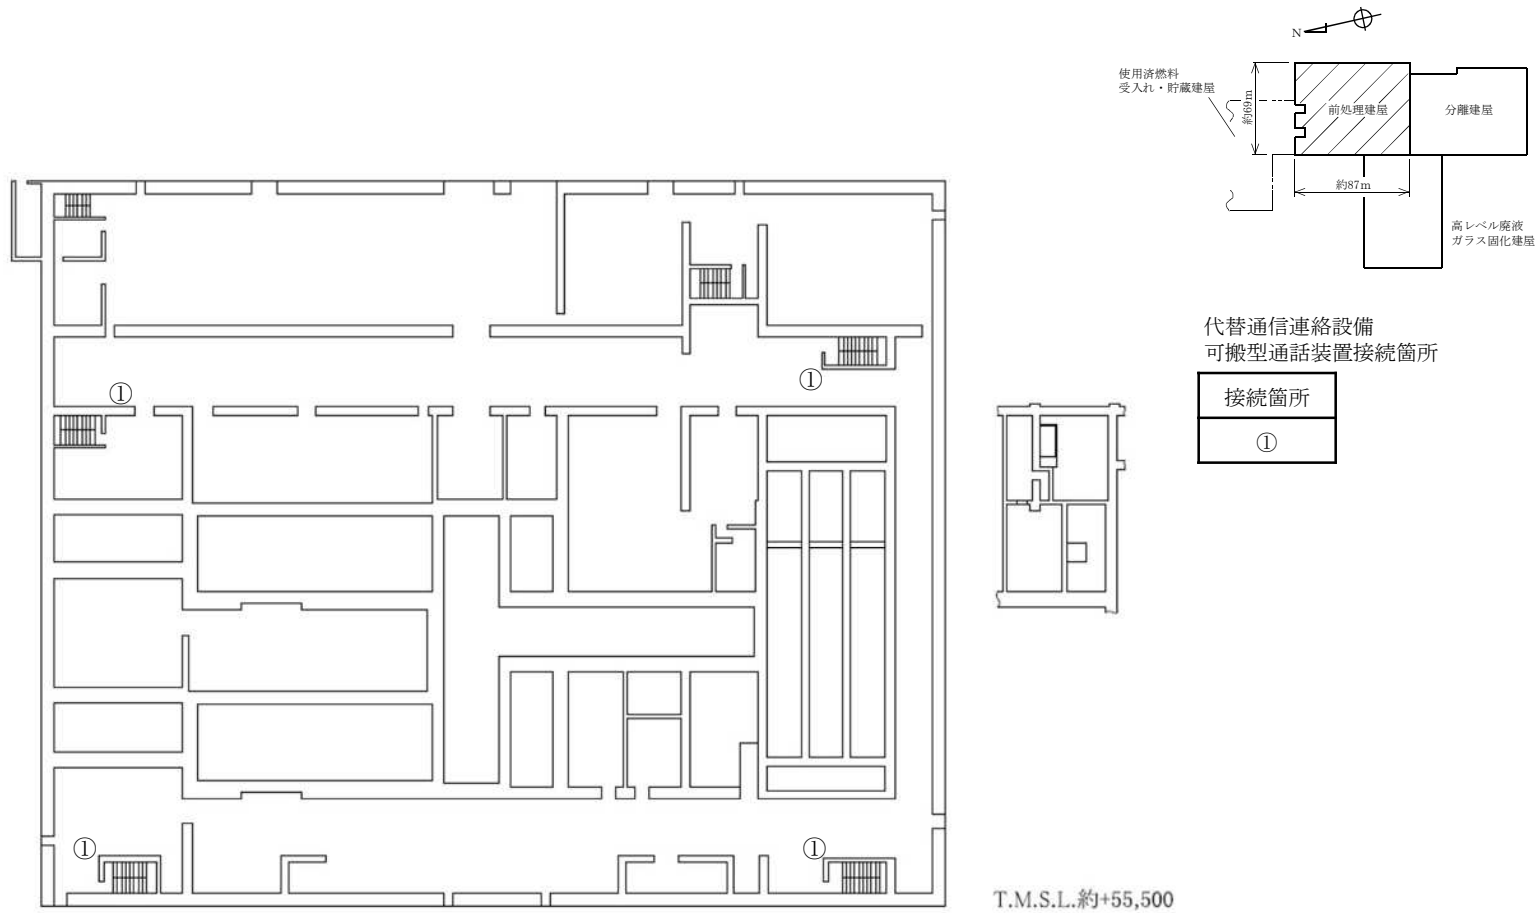 N
使用済燃料
受入れ・貯蔵建屋
約69m
前処理建屋
分離建屋
約87m
高レベル廃液
ガラス固化建屋
代替通信連絡設備
可搬型通話装置接続箇所
接続箇所
①
①
①
①
①
T.M.S.L.約+55,500